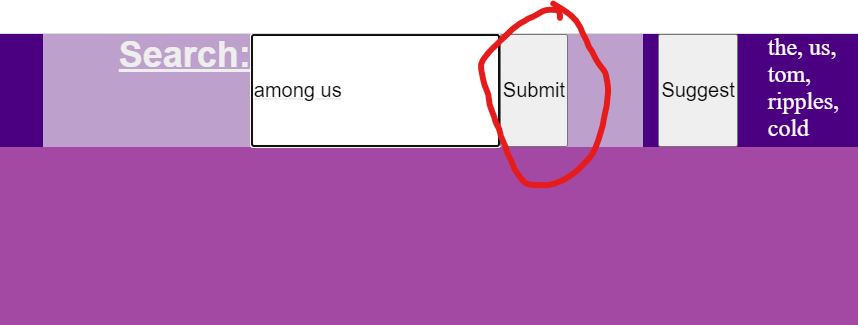 Search:
among us
Submit
Suggest
the, us,
tom,
ripples,
cold